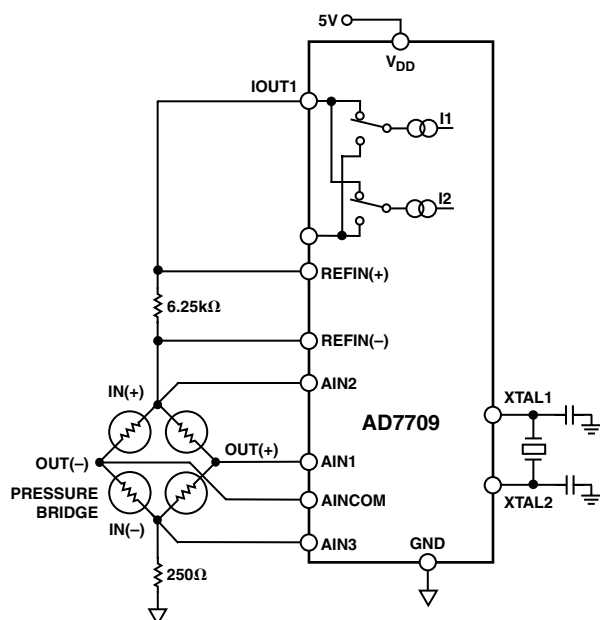 5V
VDD
IOUT1
I1
I2
REFIN(+)
6.25kΩ
REFIN(–)
IN(+)
AIN2
XTAL1
AD7709
OUT(+)
AIN1
OUT(–)
PRESSURE
BRIDGE
AINCOM
XTAL2
IN(–)
AIN3
GND
250Ω